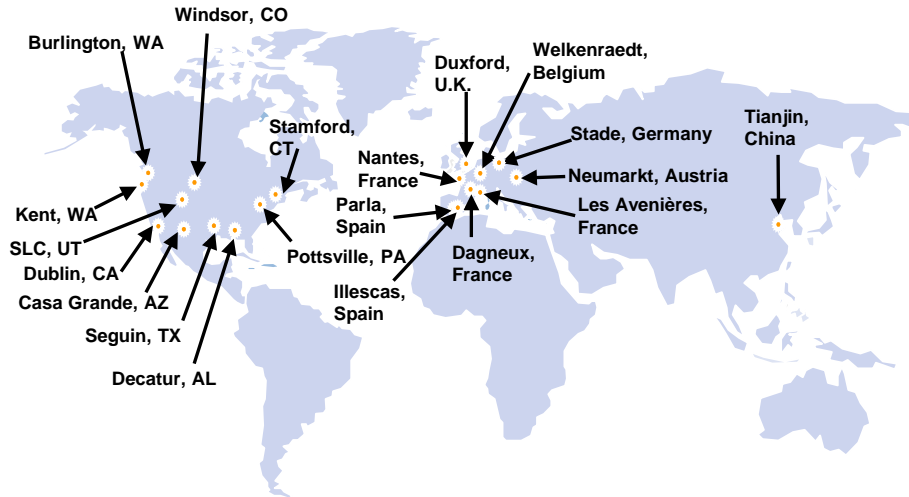 Windsor, CO
Burlington, WA
Stamford,
CT
Kent, WA
SLC, UT
Dublin, CA
Casa Grande, AZ
Seguin, TX
Decatur, AL
Pottsville, PA
Duxford,
U.K.
Welkenraedt,
Belgium
Nantes,
France
Stade, Germany
Neumarkt, Austria
Parla,
Spain
Les Avenières,
France
Dagneux,
France
Illescas,
Spain
Tianjin,
China